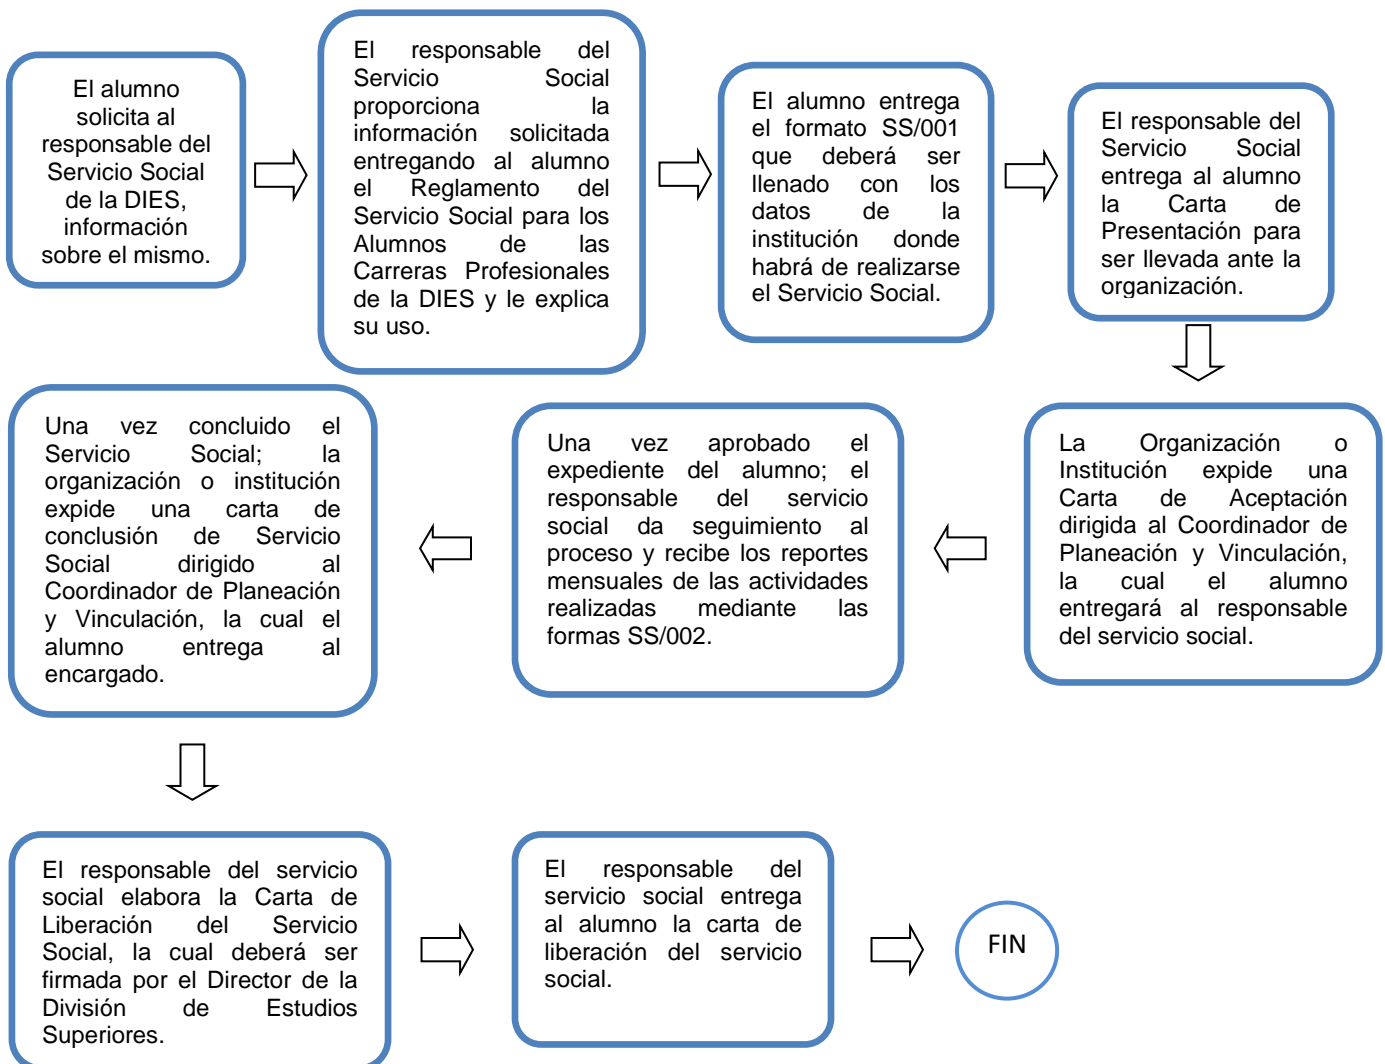 El alumno
solicita al
responsable del
Servicio Social
de la DIES,
información
sobre el mismo.
El responsable del
Servicio Social
proporciona la
información solicitada
entregando al alumno
el Reglamento del
Servicio Social para los
Alumnos de las
Carreras Profesionales
de la DIES y le explica
su uso.
El alumno entrega
el formato SS/001
que deberá ser
llenado con los
datos de la
institución donde
habrá de realizarse
el Servicio Social.
El responsable del
Servicio Social
entrega al alumno
la Carta de
Presentación para
ser llevada ante la
organización.
La Organización o
Institución expide una
Carta de Aceptación
dirigida al Coordinador de
Planeación y Vinculación,
la cual el alumno
entregará al responsable
del servicio social.
Una vez aprobado el
expediente del alumno; el
responsable del servicio
social da seguimiento al
proceso y recibe los reportes
mensuales de las actividades
realizadas mediante las
formas SS/002.
Una vez concluido el
Servicio Social; la
organización o institución
expide una carta de
conclusión de Servicio
Social dirigido al
Coordinador de Planeación
y Vinculación, la cual el
alumno entrega al
encargado.
El responsable del servicio
social elabora la Carta de
Liberación del Servicio
Social, la cual deberá ser
firmada por el Director de la
División de Estudios
Superiores.
El responsable del
servicio social entrega
al alumno la carta de
liberación del servicio
social.
FIN